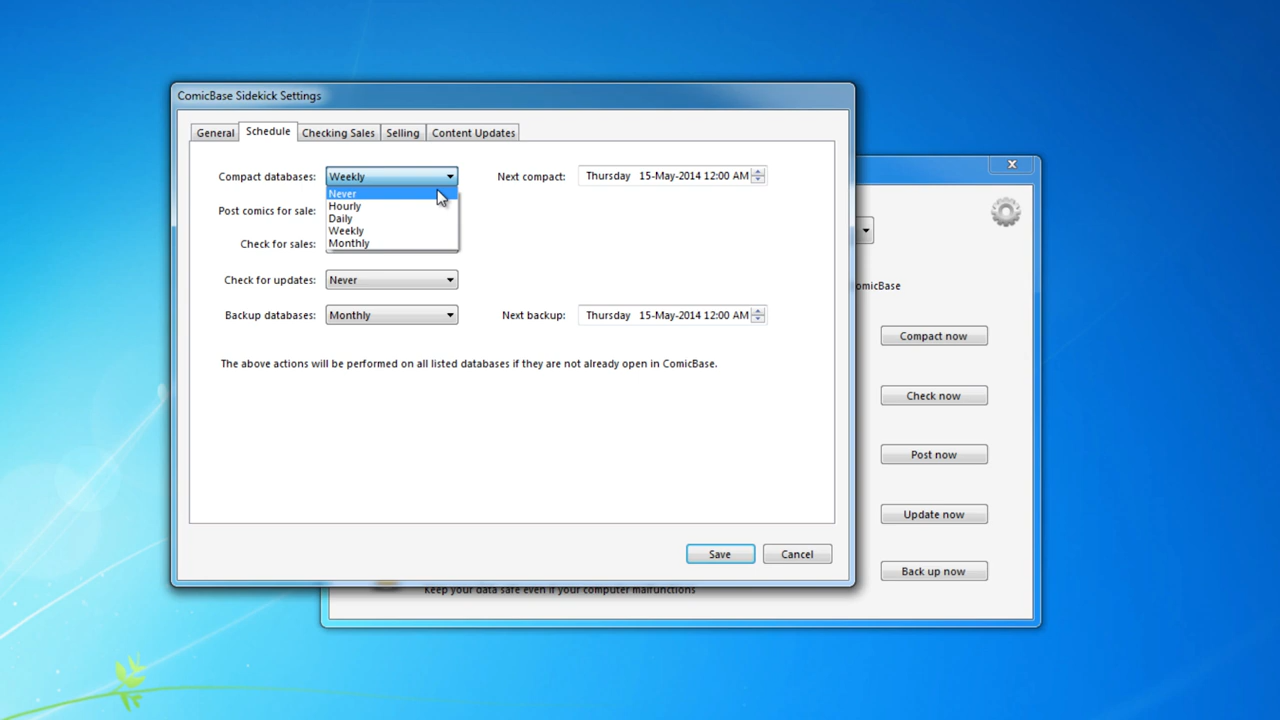 ComicBase Sidekick Settings
General Schedule Checking Sales Selling Content Updates
Compact databases: Weekly Next compact: Thursday 15-May-2014 12:00 AM
Never
Hourly
Post comics for sale:
Daily
Weekly
Check for sales:
Monthly
Check for updates: Never
Backup databases: Monthly Next backup: Thursday 15-May-2014 12:00 AM
The above actions will be performed on all listed databases if they are not already open in ComicBase.
Save Cancel
omicBase
Compact now
Check now
Post now
Update now
Back up now
Keep your data safe even if your computer malfunctions